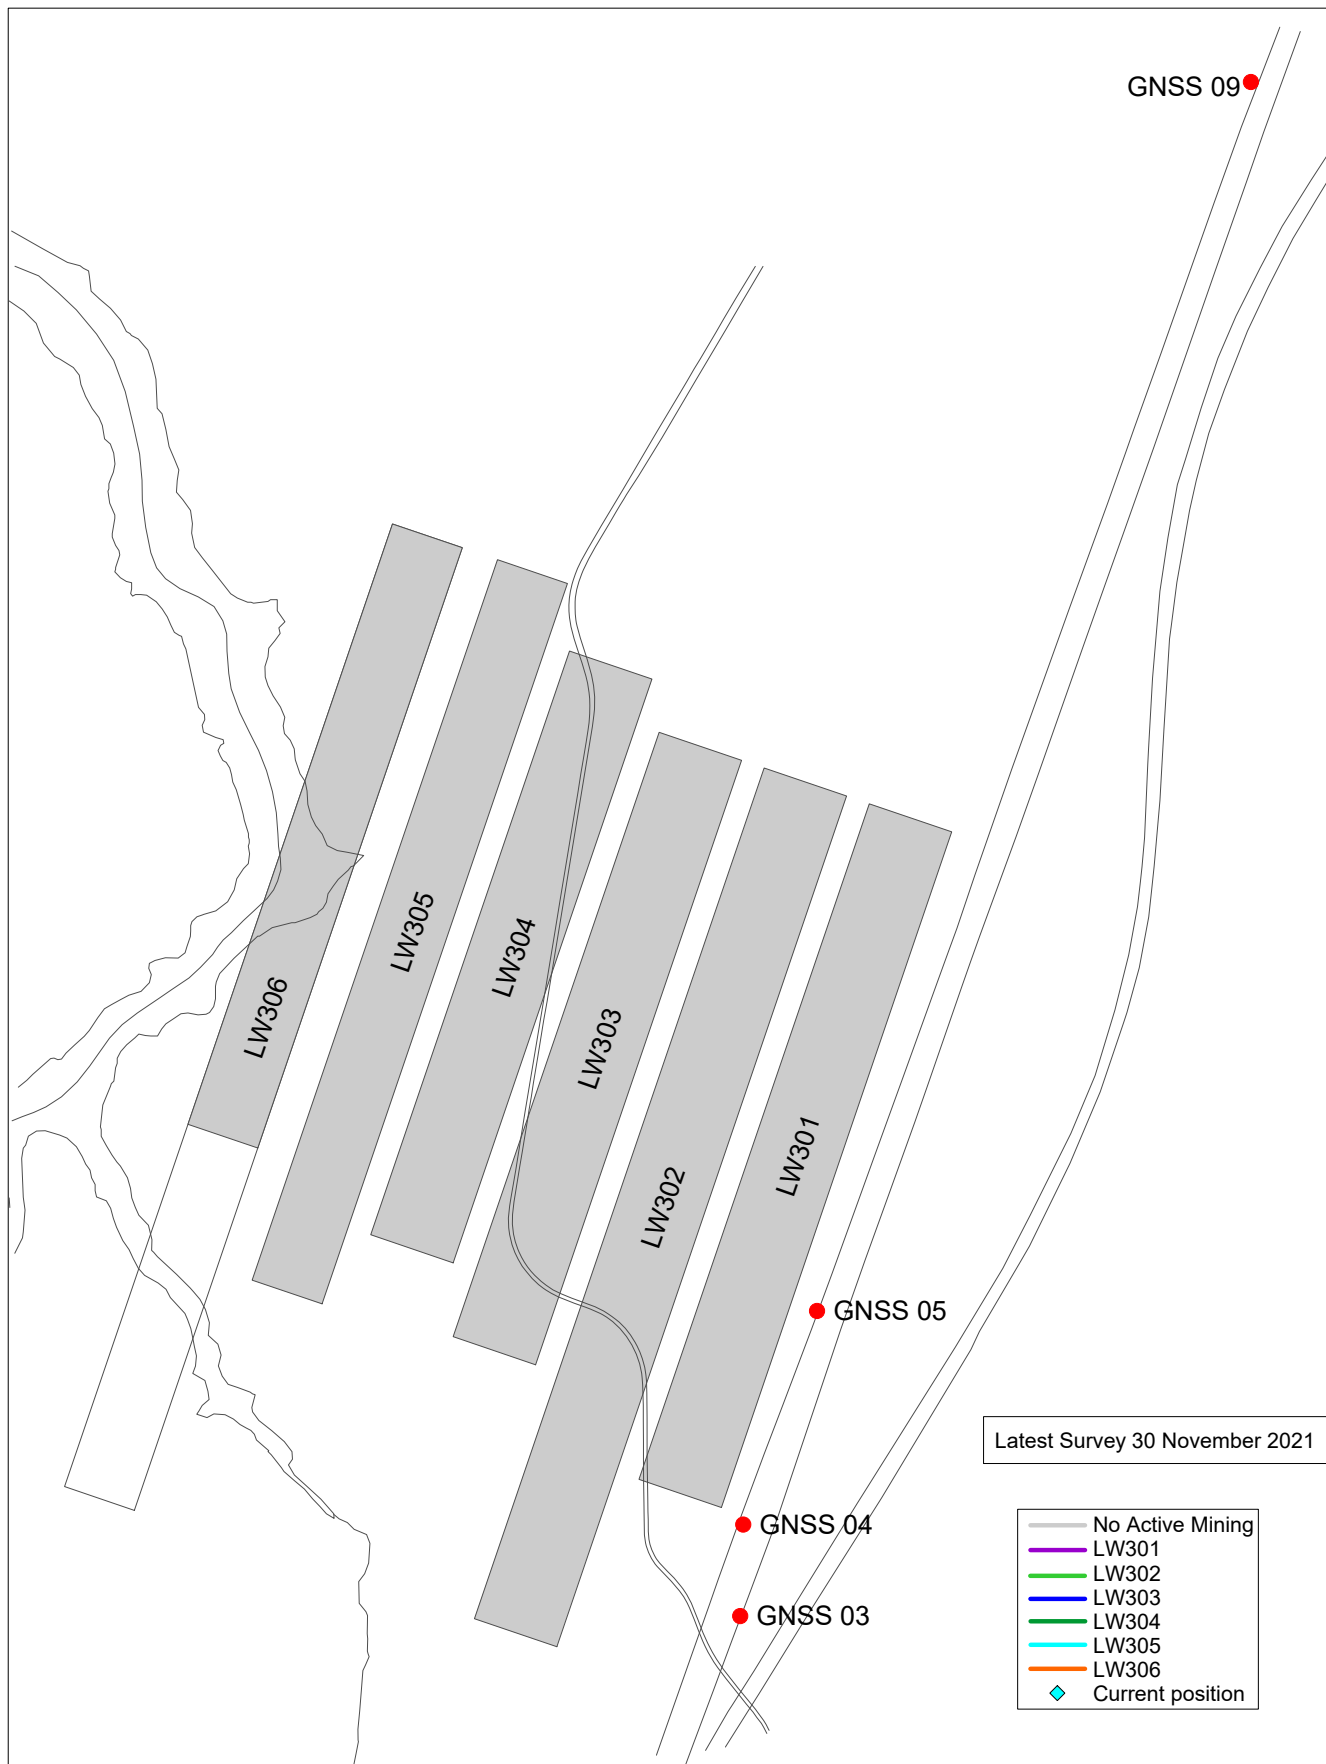 GNSS 09
LW305
LW304
LW306
LW303
LW301
LW302
GNSS 05
Latest Survey 30 November 2021
GNSS 04
GNSS 03
No Active Mining
LW301
LW302
LW303
LW304
LW305
LW306
Current position